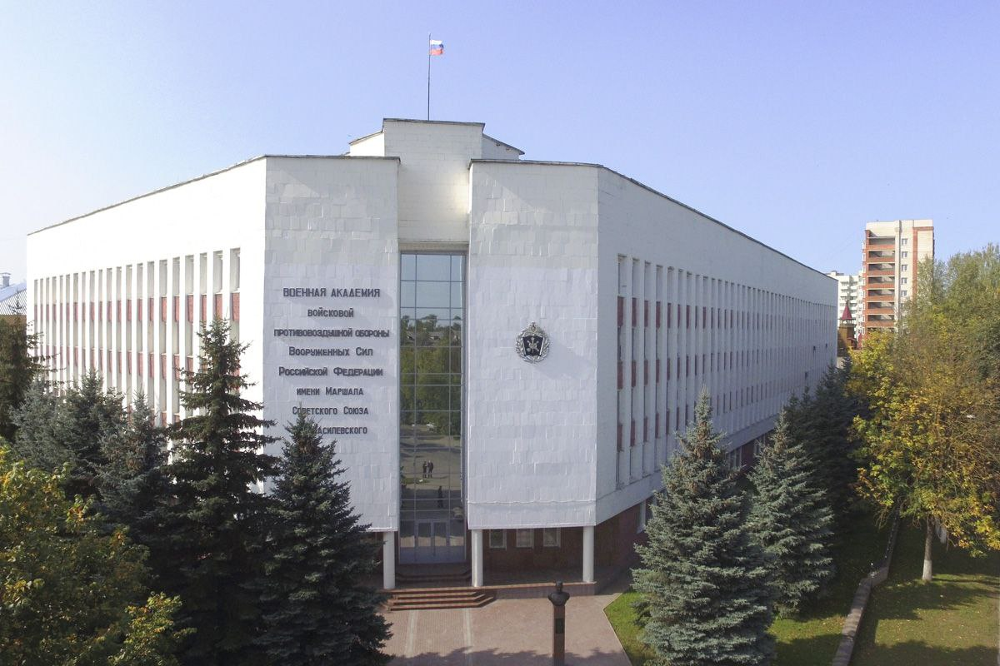 Военная Академия
войсковой
противовоздушной обороны
Вооруженных Сил
Российской Федерации
имени Маршала
Советского Союза